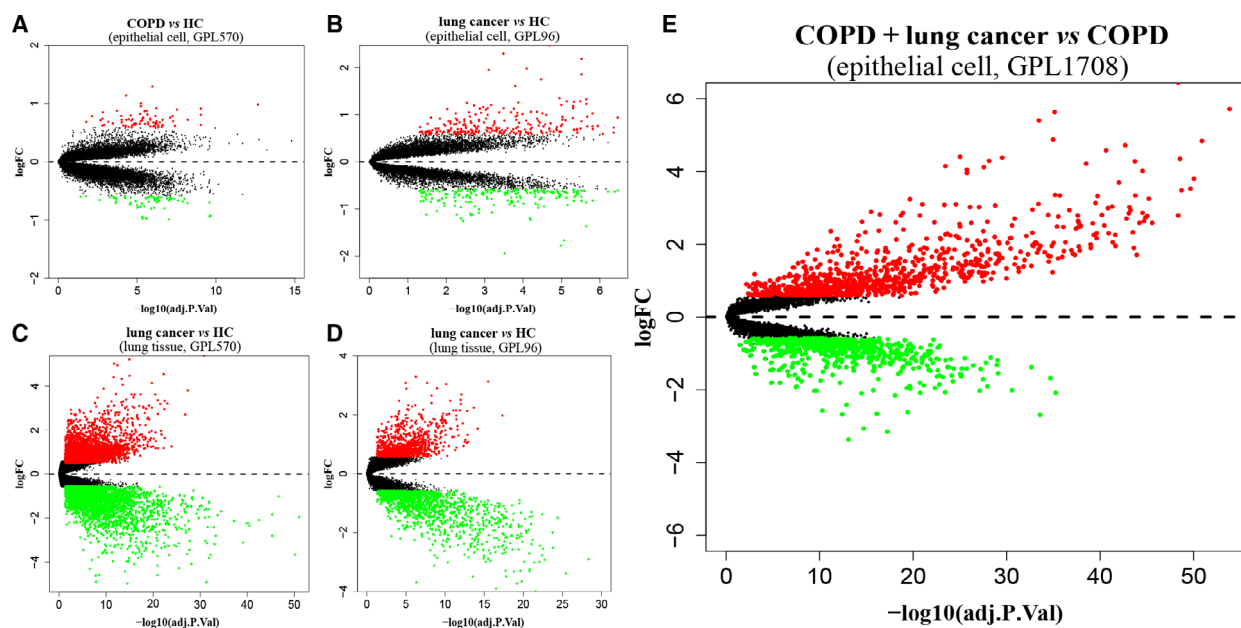 A
COPD vs HC
(epithelial cell, GPL570)
2
1
0
−1
−2
logFC
0
5
10
15
−log10(adj.P.Val)
B
lung cancer vs HC
(epithelial cell, GPL96)
2
1
0
−1
−2
logFC
0
1
2
3
4
5
6
−log10(adj.P.Val)
C
lung cancer vs HC
(lung tissue, GPL570)
4
2
0
−2
−4
logFC
0
10
20
30
40
50
−log10(adj.P.Val)
D
lung cancer vs HC
(lung tissue, GPL96)
4
2
0
−2
−4
logFC
0
5
10
15
20
25
30
−log10(adj.P.Val)
E
COPD + lung cancer vs COPD
(epithelial cell, GPL1708)
6
4
2
0
−2
−4
−6
logFC
0
10
20
30
40
50
−log10(adj.P.Val)